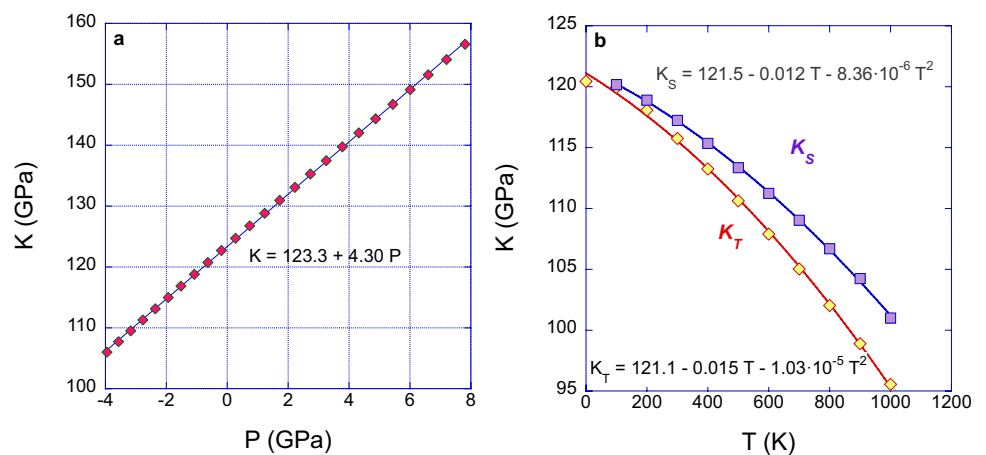 a
160
150
140
130
120
110
100
K (GPa)
K = 123.3 + 4.30 P
-4 -2 0 2 4 6 8
P (GPa)
b
125
120
115
110
105
100
95
K (GPa)
K_S = 121.5 - 0.012 T - 8.36·10^-6 T^2
K_S
K_T
K_T = 121.1 - 0.015 T - 1.03·10^-5 T^2
0 200 400 600 800 1000 1200
T (K)